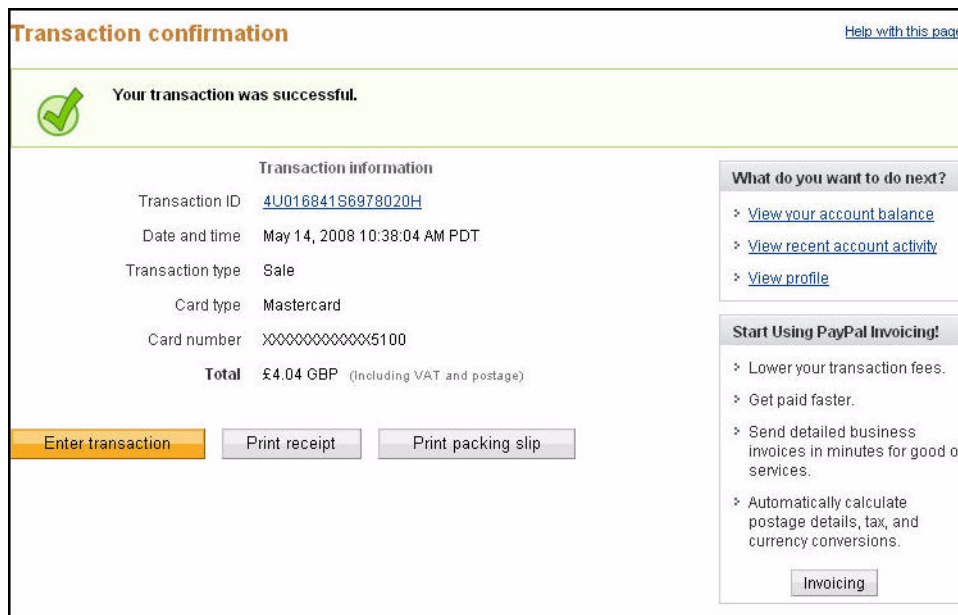 Transaction confirmation
Help with this page
Your transaction was successful.
Transaction information
Transaction ID 4U016841S6978020H
Date and time May 14, 2008 10:38:04 AM PDT
Transaction type Sale
Card type Mastercard
Card number XXXXXXXXXXXX5100
Total £4.04 GBP (Including VAT and postage)
Enter transaction Print receipt Print packing slip
What do you want to do next?
View your account balance
View recent account activity
View profile
Start Using PayPal Invoicing!
Lower your transaction fees.
Get paid faster.
Send detailed business
invoices in minutes for good o
services.
Automatically calculate
postage details, tax, and
currency conversions.
Invoicing